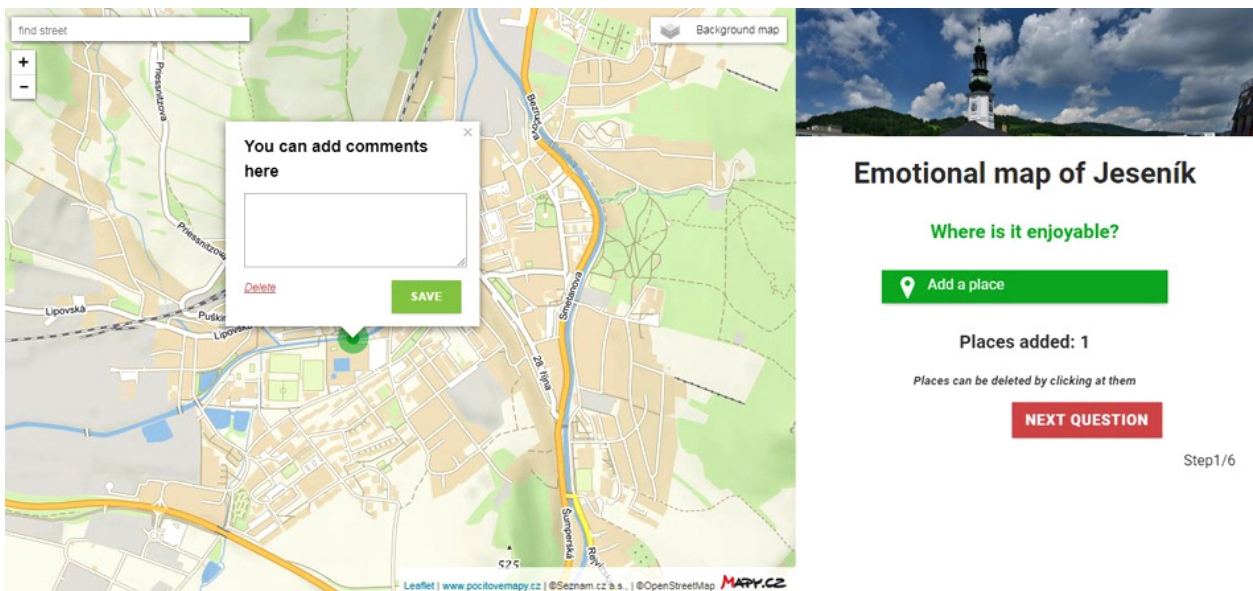 find street
+
−
Background map
Priessnitzova
Bezručova
You can add comments
here
Delete
SAVE
Priessnitzova
Lipovská
Puškin
Lipovsk
Smetanova
28. října
Šumperská
Rejv
525
Leaflet | www.pocitovemapy.cz | ©Seznam.cz a.s., | ©OpenStreetMap MAPY.CZ
Emotional map of Jeseník
Where is it enjoyable?
Add a place
Places added: 1
Places can be deleted by clicking at them
NEXT QUESTION
Step1/6